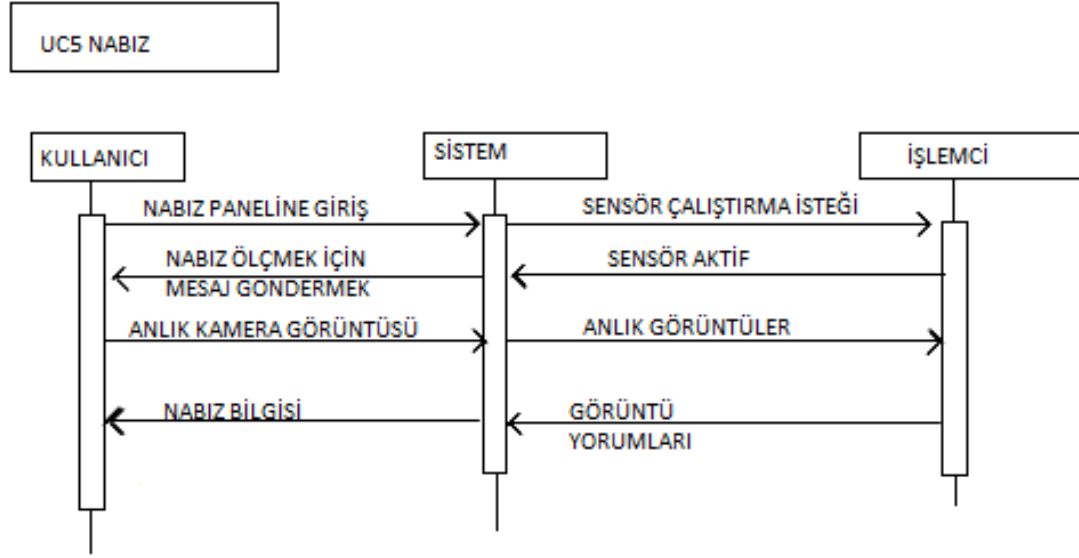 UC5 NABIZ
KULLANICI
SİSTEM
İŞLEMCİ
NABIZ PANELİNE GİRİŞ
SENSÖR ÇALIŞTIRMA İSTEĞİ
NABIZ ÖLÇMEK İÇİN
MESAJ GONDERMEK
SENSÖR AKTİF
ANLIK KAMERA GÖRÜNTÜSÜ
ANLIK GÖRÜNTÜLER
NABIZ BİLGİSİ
GÖRÜNTÜ
YORUMLARI